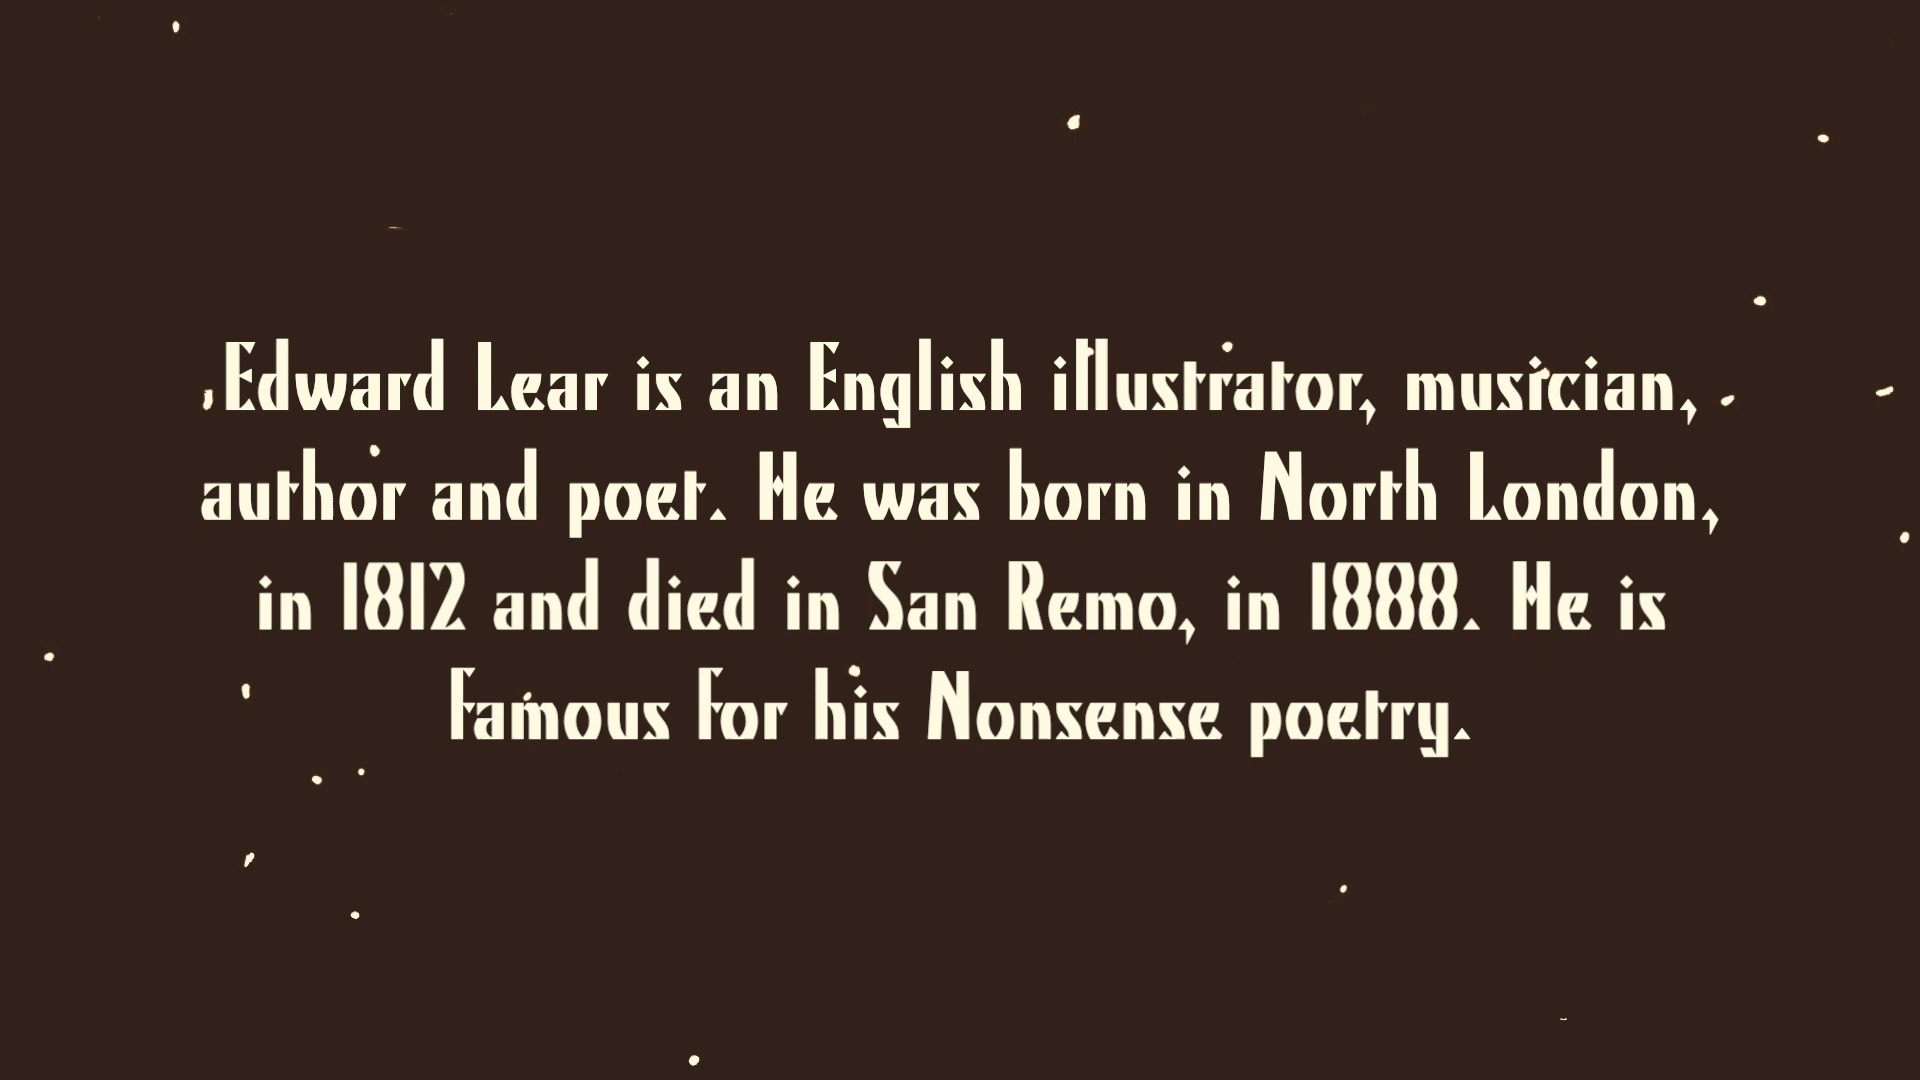 Edward Lear is an English illustrator, musician,
author and poet. He was born in North London,
in 1812 and died in San Remo, in 1888. He is
famous for his Nonsense poetry.